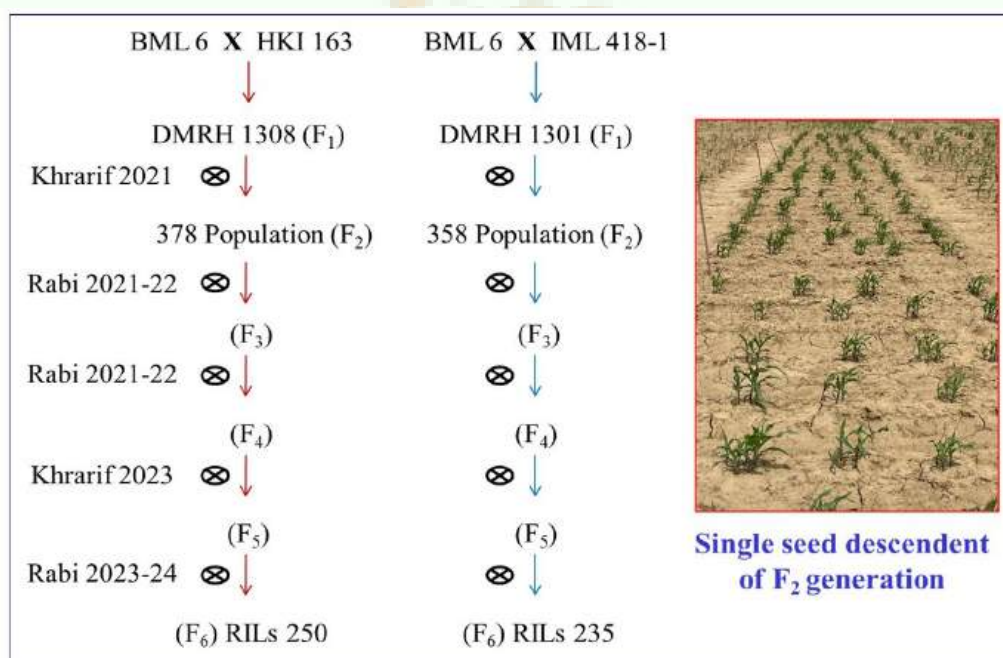 BML 6 X HKI 163
BML 6 X IML 418-1
DMRH 1308 (F₁)
DMRH 1301 (F₁)
Khrarif 2021
378 Population (F₂)
358 Population (F₂)
Rabi 2021-22
(F₃)
(F₃)
Rabi 2021-22
(F₄)
(F₄)
Khrarif 2023
(F₅)
(F₅)
Rabi 2023-24
(F₆) RILs 250
(F₆) RILs 235
Single seed descendent
of F₂ generation